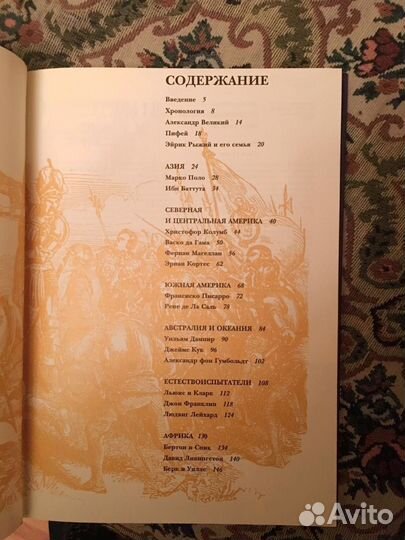 СОДЕРЖАНИЕ
Введение 5
Хронология 8
Александр Великий 14
Пифей 18
Эйрик Рыжий и его семья 20
АЗИЯ 24
Марко Поло 28
Ибн Баттута 34
СЕВЕРНАЯ
И ЦЕНТРАЛЬНАЯ АМЕРИКА 40
Христофор Колумб 44
Васко да Гама 50
Фернан Магеллан 56
Эрнан Кортес 62
ЮЖНАЯ АМЕРИКА 68
Франсиско Писарро 72
Рене де Ла Саль 78
АВСТРАЛИЯ И ОКЕАНИЯ 84
Уильям Дампир 90
Джеймс Кук 96
Александр фон Гумбольдт 102
ЕСТЕСТВОИСПЫТАТЕЛИ 108
Льюис и Кларк 112
Джон Франклин 118
Людвиг Лейхард 124
АФРИКА 130
Бертон и Спик 134
Давид Ливингстон 140
Берк и Уиллс 146
Avito